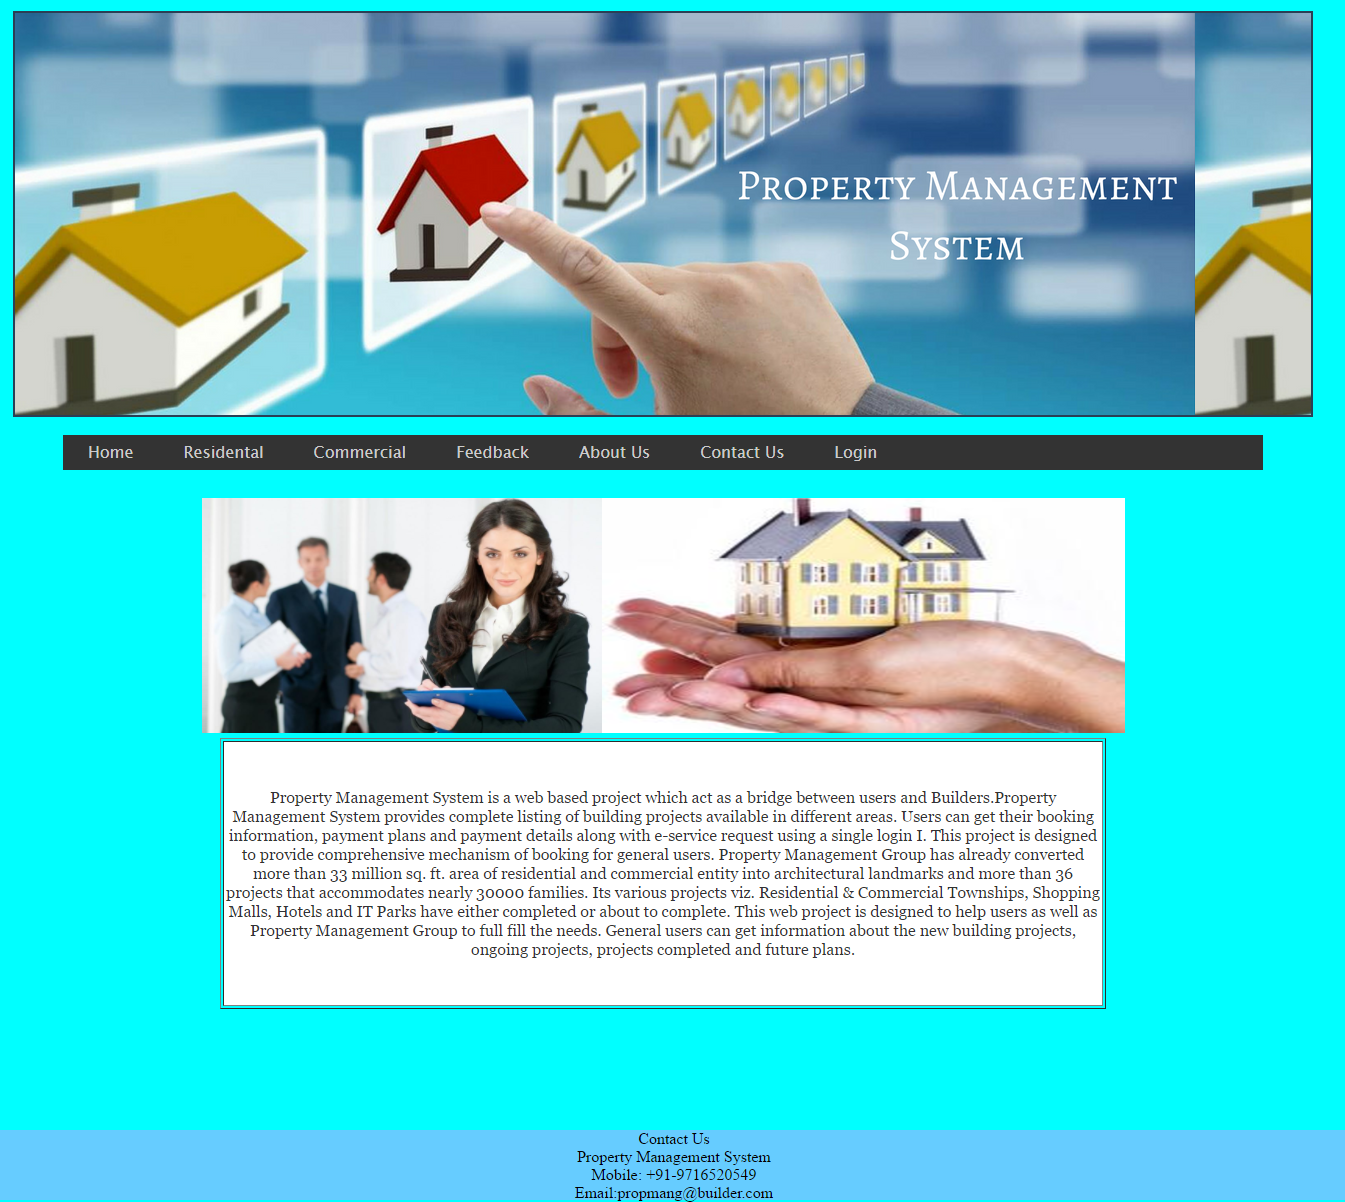 Property Management
System
Home Residental Commercial Feedback About Us Contact Us Login
Property Management System is a web based project which act as a bridge between users and Builders.Property
Management System provides complete listing of building projects available in different areas. Users can get their booking
information, payment plans and payment details along with e-service request using a single login I. This project is designed
to provide comprehensive mechanism of booking for general users. Property Management Group has already converted
more than 33 million sq. ft. area of residential and commercial entity into architectural landmarks and more than 36
projects that accommodates nearly 30000 families. Its various projects viz. Residential & Commercial Townships, Shopping
Malls, Hotels and IT Parks have either completed or about to complete. This web project is designed to help users as well as
Property Management Group to full fill the needs. General users can get information about the new building projects,
ongoing projects, projects completed and future plans.
Contact Us
Property Management System
Mobile: +91-9716520549
Email:propmang@builder.com